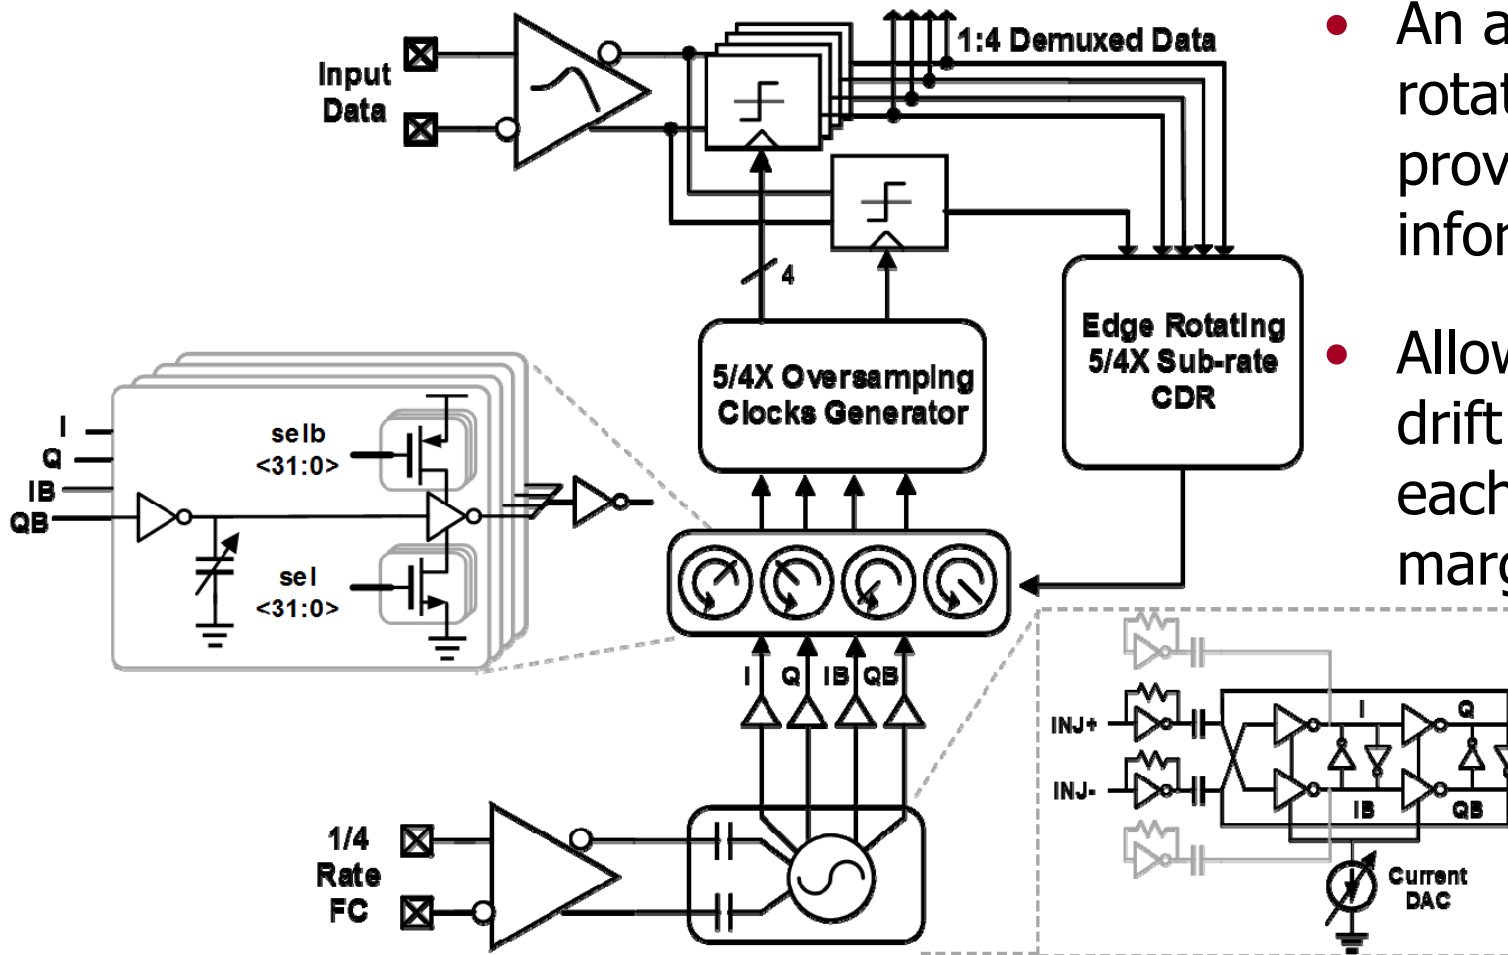 Input
Data
1:4 Demuxed Data
4
5/4X Oversamping
Clocks Generator
Edge Rotating
5/4X Sub-rate
CDR
I
Q
IB
QB
selb
<31:0>
sel
<31:0>
I Q IB QB
1/4
Rate
FC
INJ+
INJ-
I Q
IB QB
Current
DAC
• An a
rotat
prov
infor
• Allow
drift
each
marg